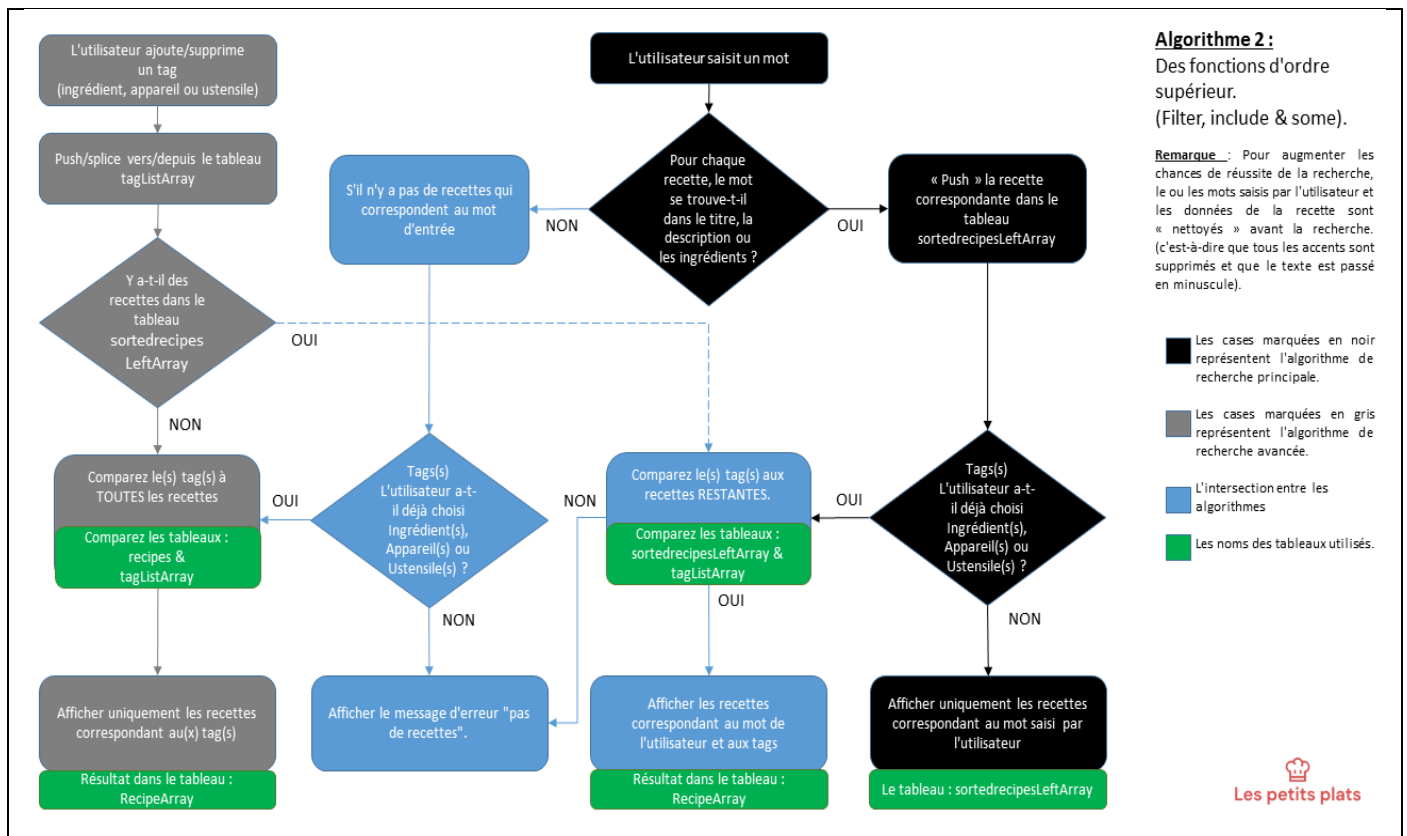 L'utilisateur ajoute/supprime
un tag
(ingrédient, appareil ou ustensile)
Push/splice vers/depuis le tableau
tagListArray
Y a-t-il des
recettes dans le
tableau
sortedrecipes
LeftArray
OUI
NON
Comparez le(s) tag(s) à
TOUTES les recettes
Comparez les tableaux :
recipes &
tagListArray
Afficher uniquement les recettes
correspondant au(x) tag(s)
Résultat dans le tableau :
RecipeArray
S'il n'y a pas de recettes qui
correspondent au mot
d'entrée
NON
Tags(s)
L'utilisateur a-t-
il déjà choisi
Ingrédient(s),
Appareil(s) ou
Ustensile(s) ?
OUI
NON
Afficher le message d'erreur "pas
de recettes".
L'utilisateur saisit un mot
Pour chaque
recette, le mot
se trouve-t-il
dans le titre, la
description ou
les ingrédients ?
OUI
« Push » la recette
correspondante dans le
tableau
sortedrecipesLeftArray
Comparez le(s) tag(s) aux
recettes RESTANTES.
Comparez les tableaux :
sortedrecipesLeftArray &
tagListArray
NON
OUI
Afficher les recettes
correspondant au mot de
l'utilisateur et aux tags
Résultat dans le tableau :
RecipeArray
Tags(s)
L'utilisateur a-t-
il déjà choisi
Ingrédient(s),
Appareil(s) ou
Ustensile(s) ?
OUI
NON
Afficher uniquement les recettes
correspondant au mot saisi par
l'utilisateur
Le tableau : sortedrecipesLeftArray
Algorithme 2 :
Des fonctions d'ordre
supérieur.
(Filter, include & some).
Remarque : Pour augmenter les
chances de réussite de la recherche,
le ou les mots saisis par l'utilisateur et
les données de la recette sont
« nettoyés » avant la recherche.
(c'est-à-dire que tous les accents sont
supprimés et que le texte est passé
en minuscule).
Les cases marquées en noir
représentent l'algorithme de
recherche principale.
Les cases marquées en gris
représentent l'algorithme de
recherche avancée.
L'intersection entre les
algorithmes
Les noms des tableaux utilisés.
Les petits plats